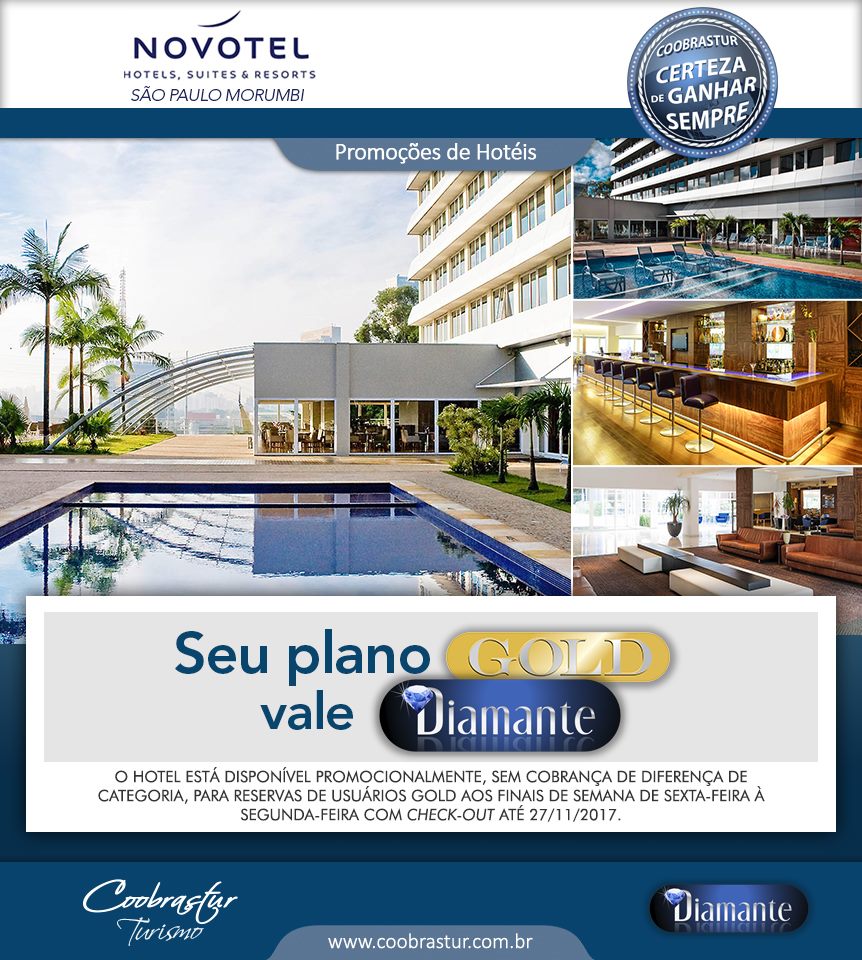 NOVOTEL
HOTELS, SUITES & RESORTS
SÃO PAULO MORUMBI
COOBRASTUR
CERTEZA
DE GANHAR
SEMPRE
Promoções de Hotéis
Seu plano GOLD
vale Diamante
O HOTEL ESTÁ DISPONÍVEL PROMOCIONALMENTE, SEM COBRANÇA DE DIFERENÇA DE
CATEGORIA, PARA RESERVAS DE USUÁRIOS GOLD AOS FINAIS DE SEMANA DE SEXTA-FEIRA À
SEGUNDA-FEIRA COM CHECK-OUT ATÉ 27/11/2017.
Coobrastur
Turismo
Diamante
www.coobrastur.com.br